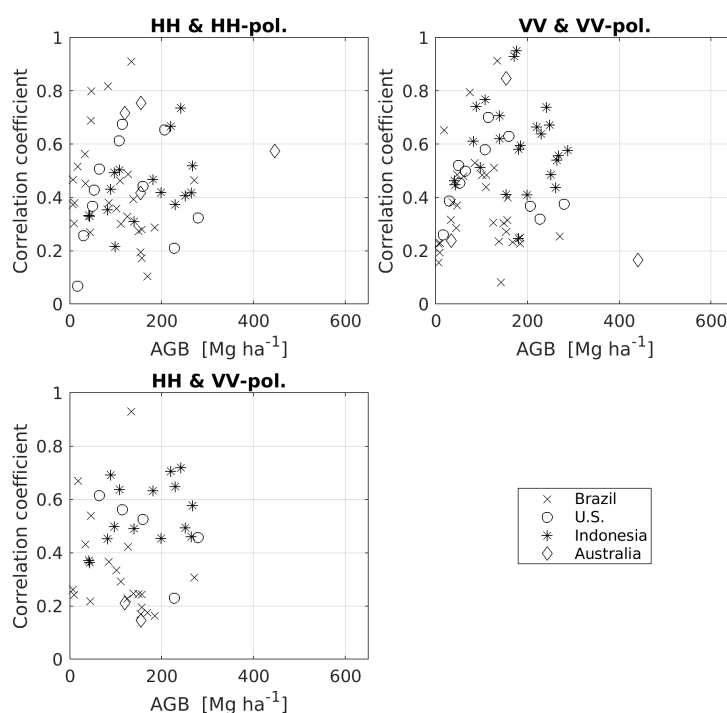 HH & HH-pol.
1
0.8
0.6
0.4
0.2
0
0 200 400 600
Correlation coefficient
AGB [Mg ha-1]
VV & VV-pol.
1
0.8
0.6
0.4
0.2
0
0 200 400 600
Correlation coefficient
AGB [Mg ha-1]
HH & VV-pol.
1
0.8
0.6
0.4
0.2
0
0 200 400 600
Correlation coefficient
AGB [Mg ha-1]
Brazil
U.S.
Indonesia
Australia